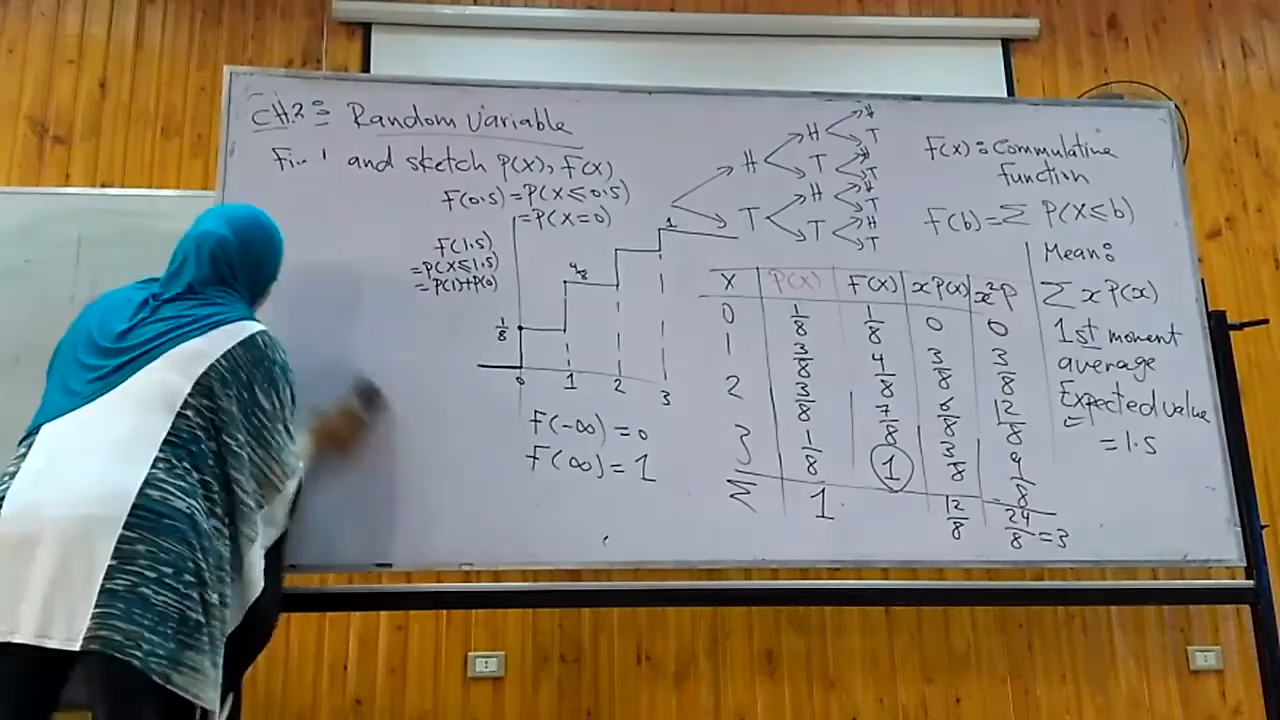 CH2: Random Variable
Fin 1 and sketch P(X), F(X)
F(0.5) = P(X ≤ 0.5)
= P(X=0)
F(1.5)
= P(X ≤ 1.5)
= P(1)+P(0)
1/8
4/8
1
0 1 2 3
F(-∞) = 0
F(∞) = 1
H
T
H
T
H
T
H
T
H
T
H
T
H
T
F(x): Commulative
function
F(b) = Σ P(X ≤ b)
X P(X) F(X) xP(x) x²P
0 1/8 1/8 0 0
1 3/8 4/8 3/8 3/8
2 3/8 7/8 6/8 12/8
3 1/8 1 3/8 9/8
Σ 1 12/8 24/8 = 3
Mean:
Σ x P(x)
1st moment
average
Expected value
= 1.5